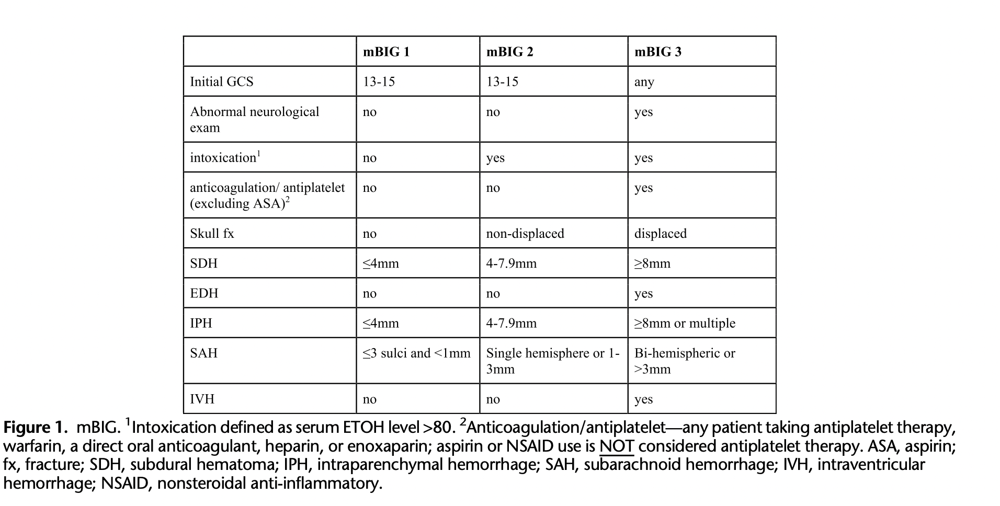 mBIG 1 mBIG 2 mBIG 3
Initial GCS 13-15 13-15 any
Abnormal neurological no no yes
exam
intoxication1 no yes yes
anticoagulation/ antiplatelet no no yes
(excluding ASA)2
Skull fx no non-displaced displaced
SDH ≤4mm 4-7.9mm ≥8mm
EDH no no yes
IPH ≤4mm 4-7.9mm ≥8mm or multiple
SAH ≤3 sulci and <1mm Single hemisphere or 1- Bi-hemispheric or
3mm >3mm
IVH no no yes
Figure 1. mBIG. 1Intoxication defined as serum ETOH level >80. 2Anticoagulation/antiplatelet—any patient taking antiplatelet therapy,
warfarin, a direct oral anticoagulant, heparin, or enoxaparin; aspirin or NSAID use is NOT considered antiplatelet therapy. ASA, aspirin;
fx, fracture; SDH, subdural hematoma; IPH, intraparenchymal hemorrhage; SAH, subarachnoid hemorrhage; IVH, intraventricular
hemorrhage; NSAID, nonsteroidal anti-inflammatory.